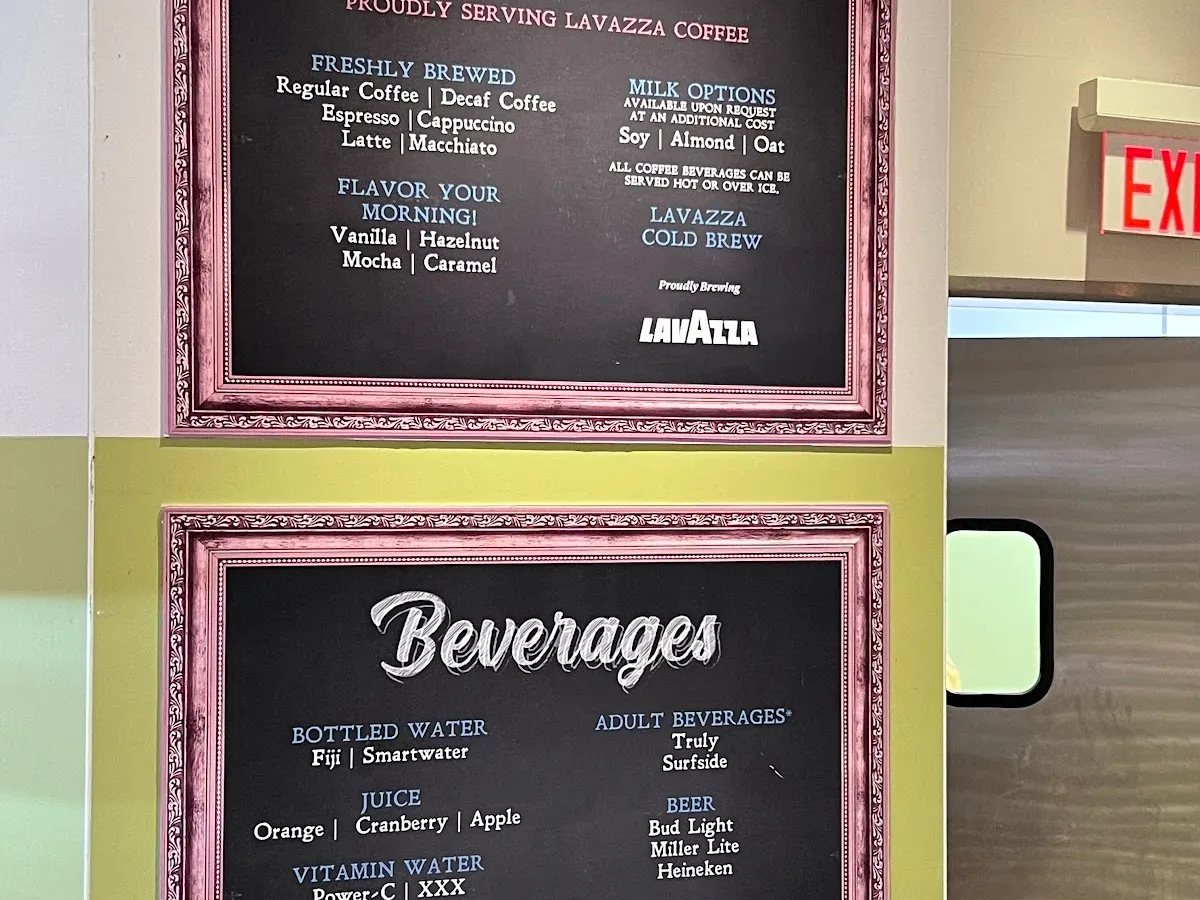 PROUDLY SERVING LAVAZZA COFFEE
FRESHLY BREWED
Regular Coffee | Decaf Coffee
Espresso | Cappuccino
Latte | Macchiato
FLAVOR YOUR
MORNING!
Vanilla | Hazelnut
Mocha | Caramel
MILK OPTIONS
AVAILABLE UPON REQUEST
AT AN ADDITIONAL COST
Soy | Almond | Oat
ALL COFFEE BEVERAGES CAN BE
SERVED HOT OR OVER ICE.
LAVAZZA
COLD BREW
Proudly Brewing
LAVAZZA
EXI
Beverages
BOTTLED WATER
Fiji | Smartwater
JUICE
Orange | Cranberry | Apple
VITAMIN WATER
Power-C | XXX
ADULT BEVERAGES*
Truly
Surfside
BEER
Bud Light
Miller Lite
Heineken